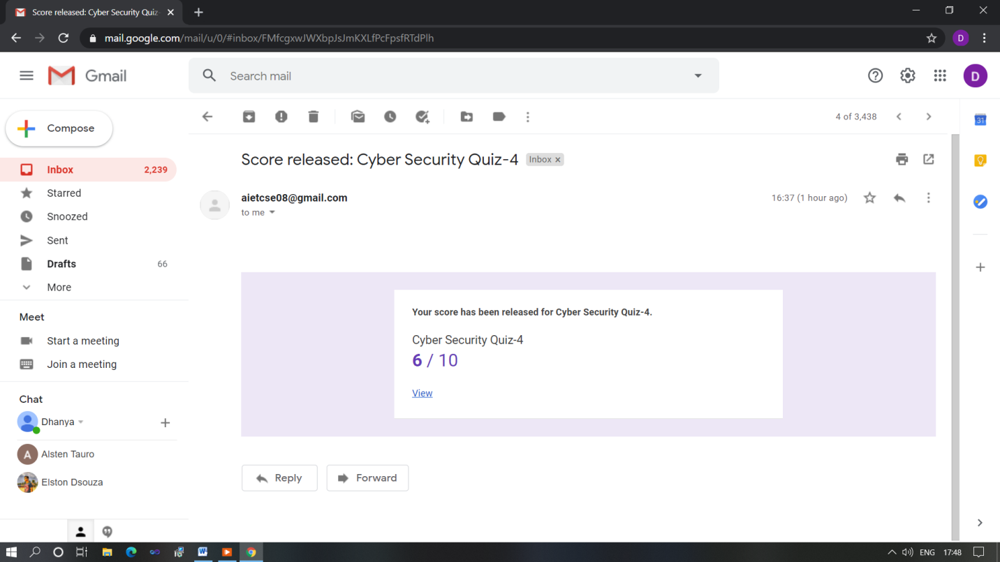 Score released: Cyber Security Quiz-
mail.google.com/mail/u/0/#inbox/FMfcgxwJWXbpJsJmKXLfPcFpsfRTdPlh
D
Gmail
Search mail
D
Compose
4 of 3,438
31
Score released: Cyber Security Quiz-4 Inbox x
Inbox 2,239
Starred
Snoozed
Sent
Drafts 66
More
aietcse08@gmail.com
16:37 (1 hour ago)
to me
Meet
Start a meeting
Join a meeting
Your score has been released for Cyber Security Quiz-4.
Cyber Security Quiz-4
6 / 10
View
Chat
Dhanya
A Alsten Tauro
Elston Dsouza
Reply Forward
ENG 17:48